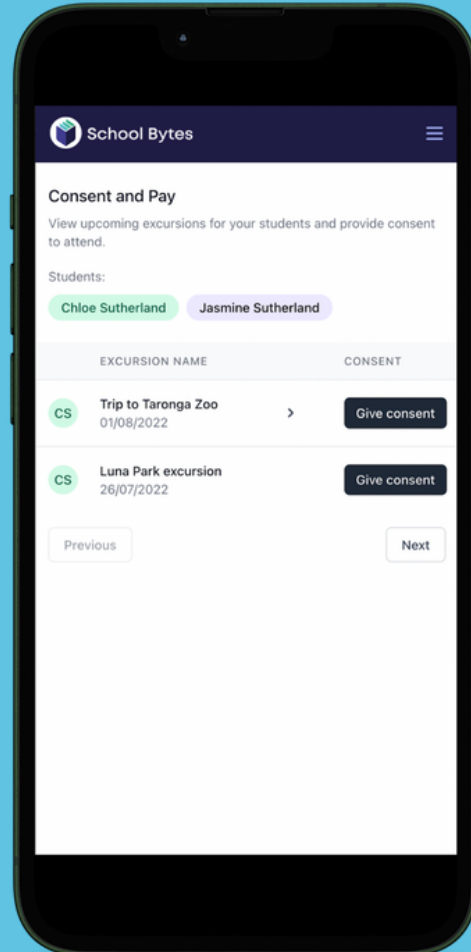 School Bytes
Consent and Pay
View upcoming excursions for your students and provide consent
to attend.
Students:
Chloe Sutherland Jasmine Sutherland
EXCURSION NAME CONSENT
CS Trip to Taronga Zoo > Give consent
01/08/2022
CS Luna Park excursion Give consent
26/07/2022
Previous Next